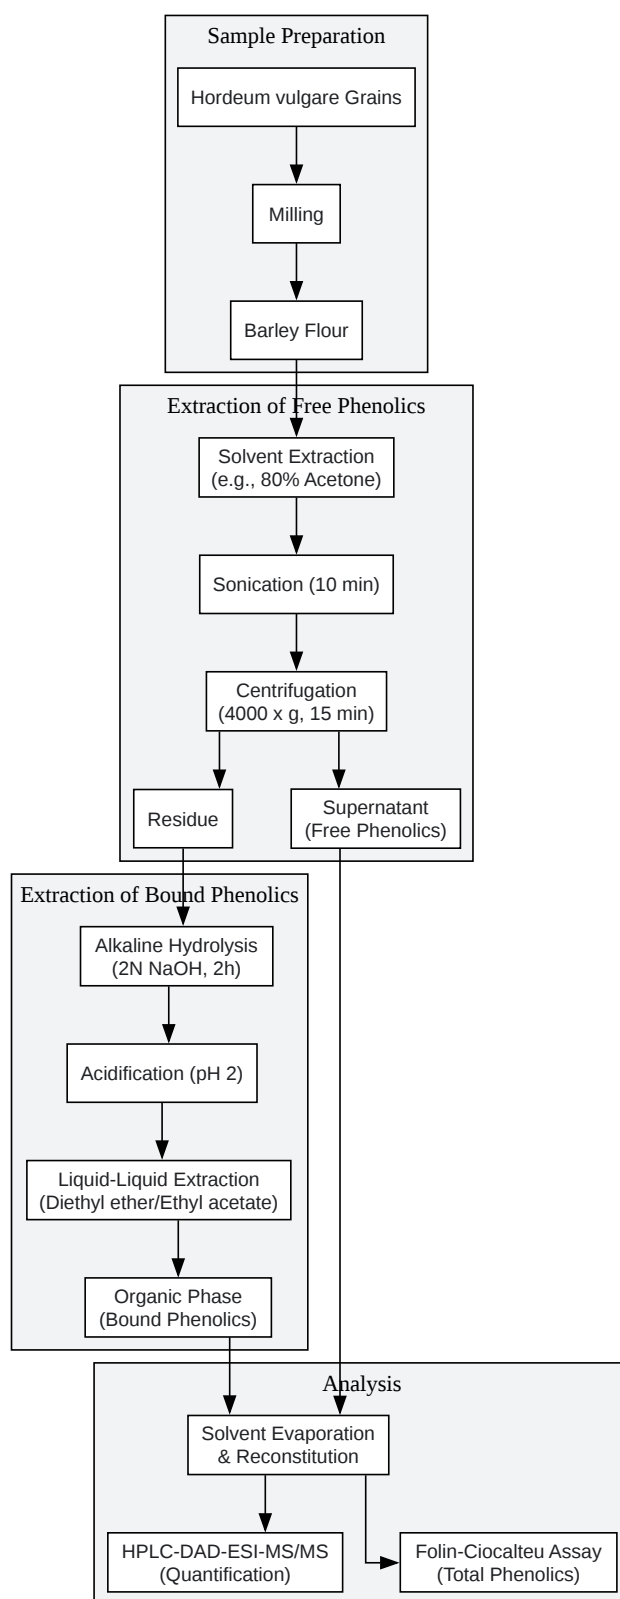 Sample Preparation
Hordeum vulgare Grains
Milling
Barley Flour
Extraction of Free Phenolics
Solvent Extraction
(e.g., 80% Acetone)
Sonication (10 min)
Centrifugation
(4000 x g, 15 min)
Residue
Supernatant
(Free Phenolics)
Extraction of Bound Phenolics
Alkaline Hydrolysis
(2N NaOH, 2h)
Acidification (pH 2)
Liquid-Liquid Extraction
(Diethyl ether/Ethyl acetate)
Organic Phase
(Bound Phenolics)
Analysis
Solvent Evaporation
& Reconstitution
HPLC-DAD-ESI-MS/MS
(Quantification)
Folin-Ciocalteu Assay
(Total Phenolics)